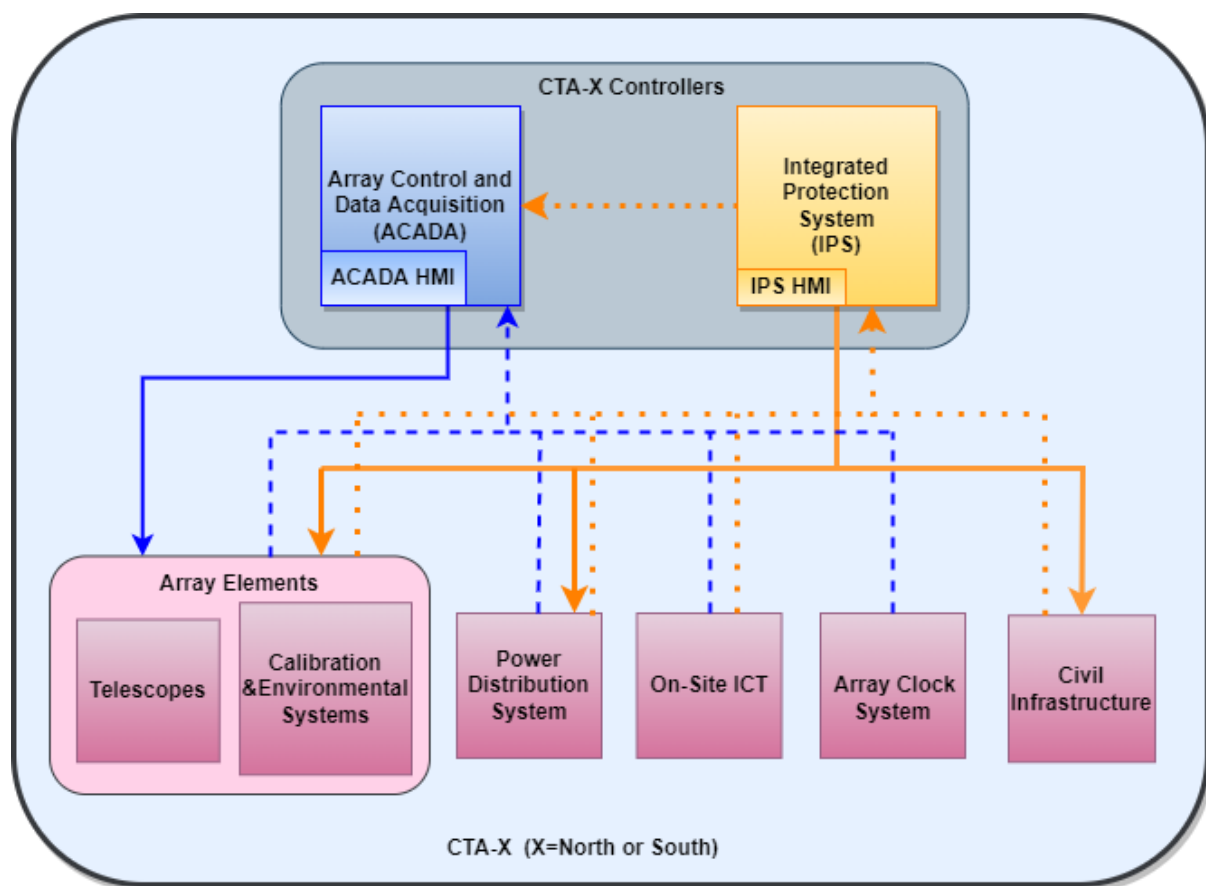 CTA-X Controllers
Array Control and
Data Acquisition
(ACADA)
ACADA HMI
Integrated
Protection
System
(IPS)
IPS HMI
Array Elements
Telescopes
Calibration
&Environmental
Systems
Power
Distribution
System
On-Site ICT
Array Clock
System
Civil
Infrastructure
CTA-X (X=North or South)